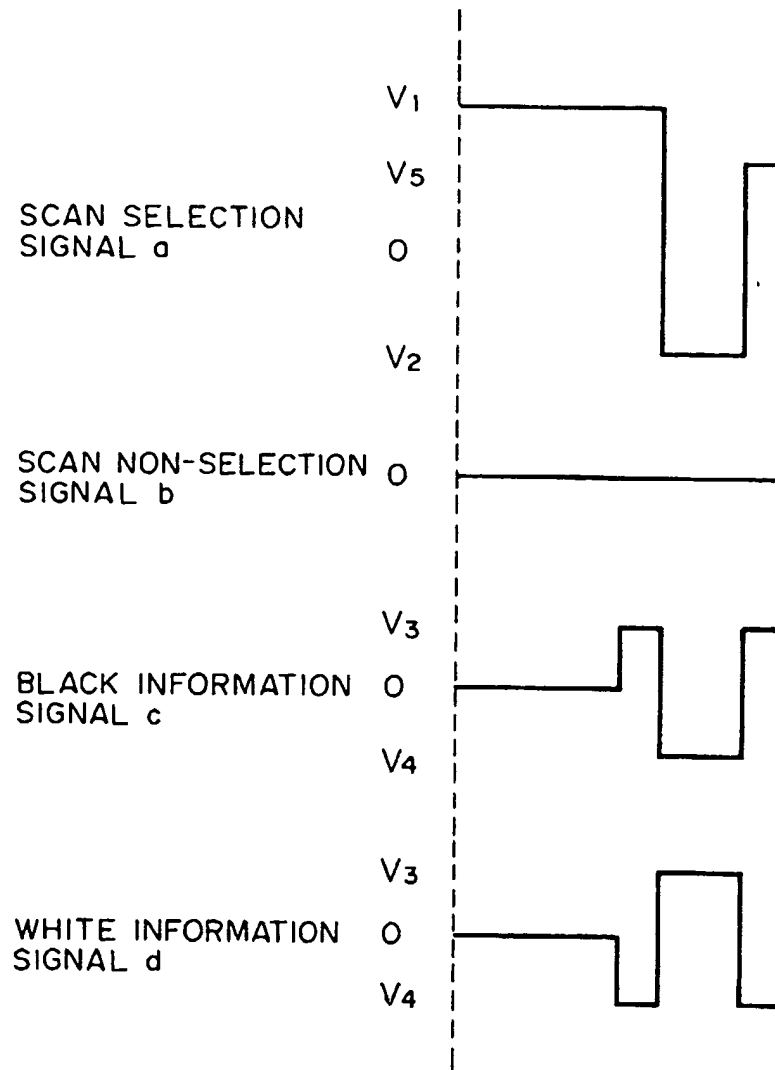 V1
V5
SCAN SELECTION
SIGNAL a
0
V2
SCAN NON-SELECTION 0
SIGNAL b
V3
BLACK INFORMATION 0
SIGNAL c
V4
V3
WHITE INFORMATION 0
SIGNAL d
V4